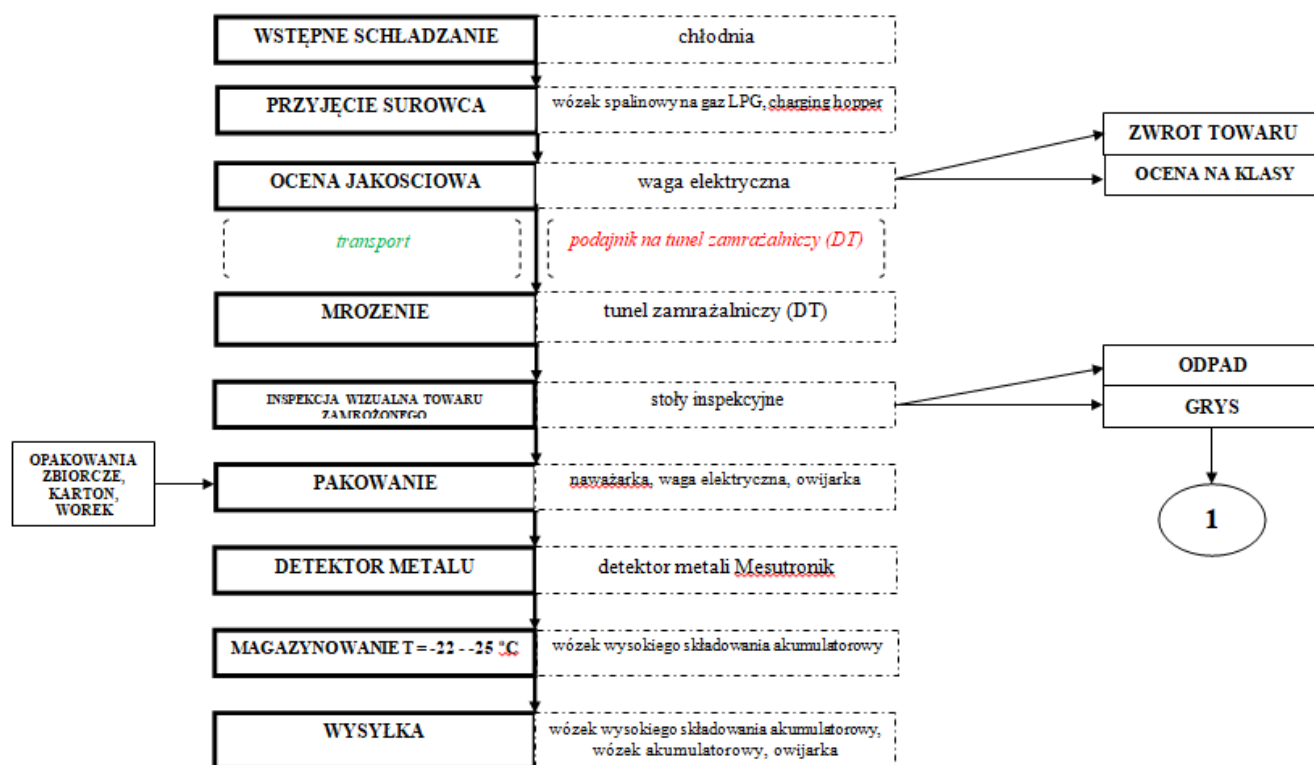 WSTĘPNE SCHŁADZANIE
chłodnia
PRZYJĘCIE SUROWCA
wózek spalinowy na gaz LPG, charging hopper
ZWROT TOWARU
OCENA JAKOSCIOWA
waga elektryczna
OCENA NA KLASY
transport
podajnik na tunel zamrażalniczy (DT)
MROZENIE
tunel zamrażalniczy (DT)
ODPAD
INSPEKCJA WIZUALNA TOWARU
ZAMROŻONEGO
stoły inspekcyjne
GRYS
OPAKOWANIA
ZBIORCZE,
KARTON,
WOREK
PAKOWANIE
naważarka, waga elektryczna, owijarka
1
DETEKTOR METALU
detektor metali Mesutronik
MAGAZYNOWANIE T = -22 - -25 °C
wózek wysokiego składowania akumulatorowy
WYSYŁKA
wózek wysokiego składowania akumulatorowy,
wózek akumulatorowy, owijarka